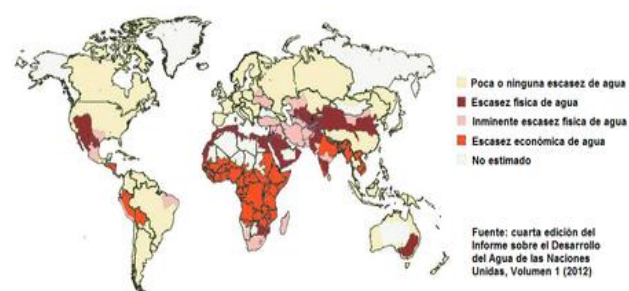 Poca o ninguna escasez de agua
Escasez física de agua
Inminente escasez física de agua
Escasez económica de agua
No estimado
Fuente: cuarta edición del
Informe sobre el Desarrollo
del Agua de las Naciones
Unidas, Volumen 1 (2012)